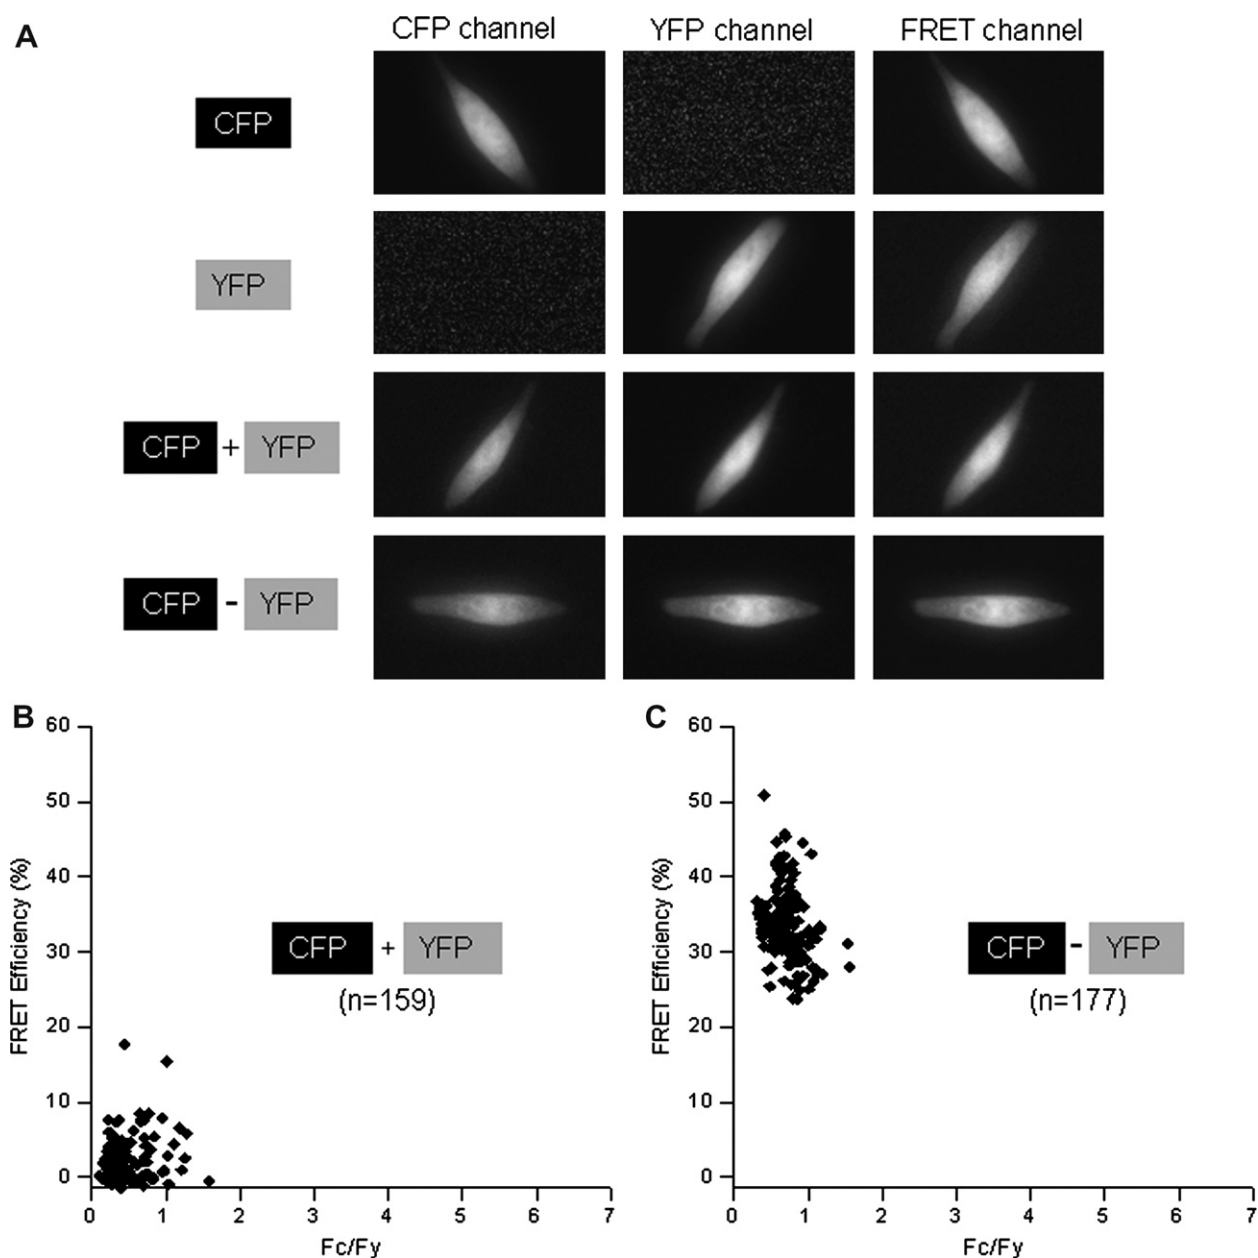 A
CFP channel YFP channel FRET channel
CFP
YFP
CFP + YFP
CFP - YFP
B
60
50
40
30
20
10
0
FRET Efficiency (%)
CFP + YFP
(n=159)
0 1 2 3 4 5 6 7
Fc/Fy
C
60
50
40
30
20
10
0
FRET Efficiency (%)
CFP - YFP
(n=177)
0 1 2 3 4 5 6 7
Fc/Fy